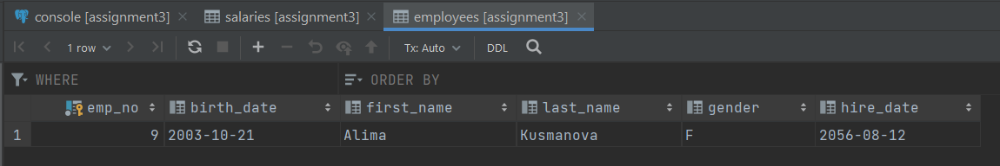 console [assignment3] salaries [assignment3] employees [assignment3]
1 row Tx: Auto DDL
WHERE ORDER BY
emp_no birth_date first_name last_name gender hire_date
1 9 2003-10-21 Alima Kusmanova F 2056-08-12